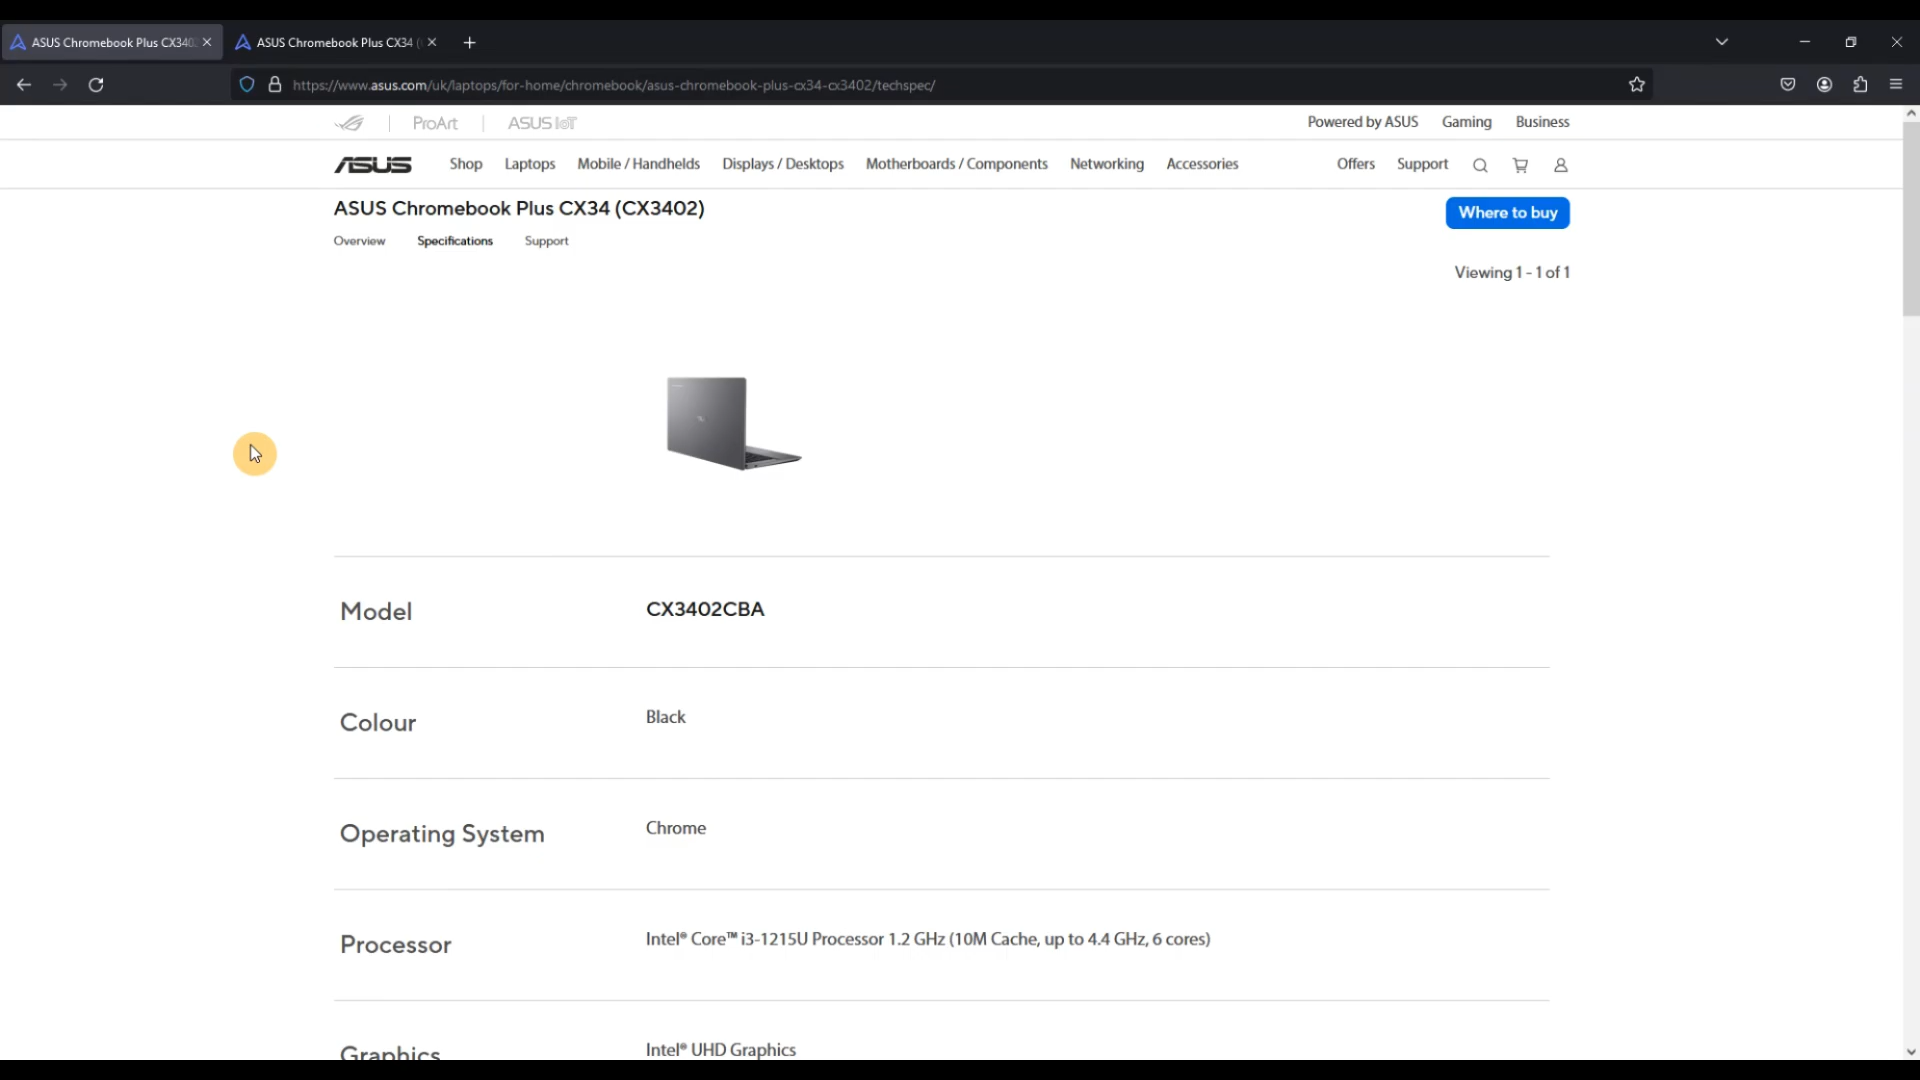 ASUS Chromebook Plus CX340
ASUS Chromebook Plus CX34 (
https://www.asus.com/uk/laptops/for-home/chromebook/asus-chromebook-plus-cx34-cx3402/techspec/
ProArt
ASUS IoT
Powered by ASUS
Gaming
Business
ASUS
Shop
Laptops
Mobile / Handhelds
Displays / Desktops
Motherboards / Components
Networking
Accessories
Offers
Support
ASUS Chromebook Plus CX34 (CX3402)
Where to buy
Overview
Specifications
Support
Viewing 1 - 1 of 1
Model
CX3402CBA
Colour
Black
Operating System
Chrome
Processor
Intel® Core™ i3-1215U Processor 1.2 GHz (10M Cache, up to 4.4 GHz, 6 cores)
Graphics
Intel® UHD Graphics